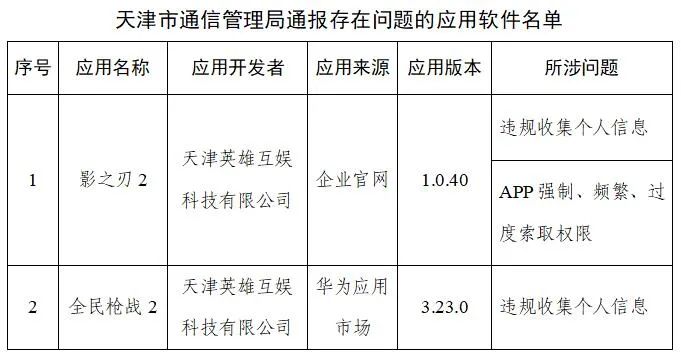 天津市通信管理局通报存在问题的应用软件名单
序号 应用名称 应用开发者 应用来源 应用版本 所涉问题
1 影之刃 2 天津英雄互娱
科技有限公司 企业官网 1.0.40 违规收集个人信息
APP 强制、频繁、过
度索取权限
2 全民枪战 2 天津英雄互娱
科技有限公司 华为应用
市场 3.23.0 违规收集个人信息